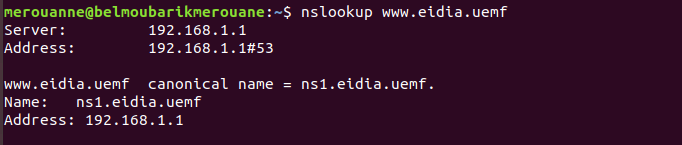 merouanne@belmoubarikmerouane:~$ nslookup www.eidia.uemf
Server:         192.168.1.1
Address:        192.168.1.1#53

www.eidia.uemf  canonical name = ns1.eidia.uemf.
Name:   ns1.eidia.uemf
Address: 192.168.1.1